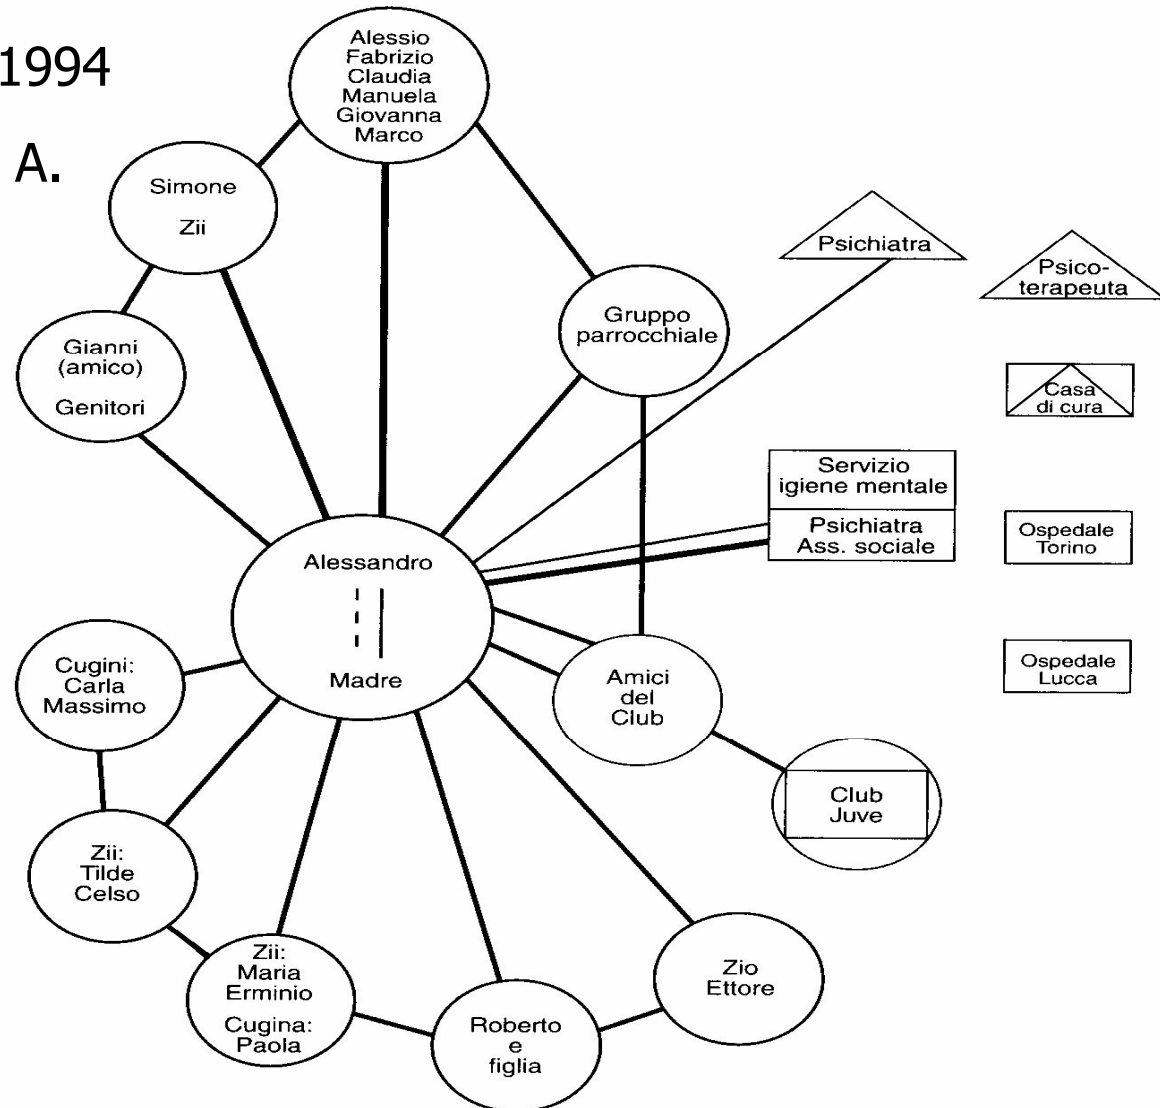 1994
A.
Alessio
Fabrizio
Claudia
Manuela
Giovanna
Marco
Simone
Zii
Psichiatra
Psico-
terapeuta
Gruppo
parrocchiale
Gianni
(amico)
Genitori
Casa
di cura
Servizio
igiene mentale
Psichiatra
Ass. sociale
Ospedale
Torino
Alessandro
Madre
Cugini:
Carla
Massimo
Amici
del
Club
Ospedale
Lucca
Club
Juve
Zii:
Tilde
Celso
Zii:
Maria
Erminio
Cugina:
Paola
Roberto
e
figlia
Zio
Ettore